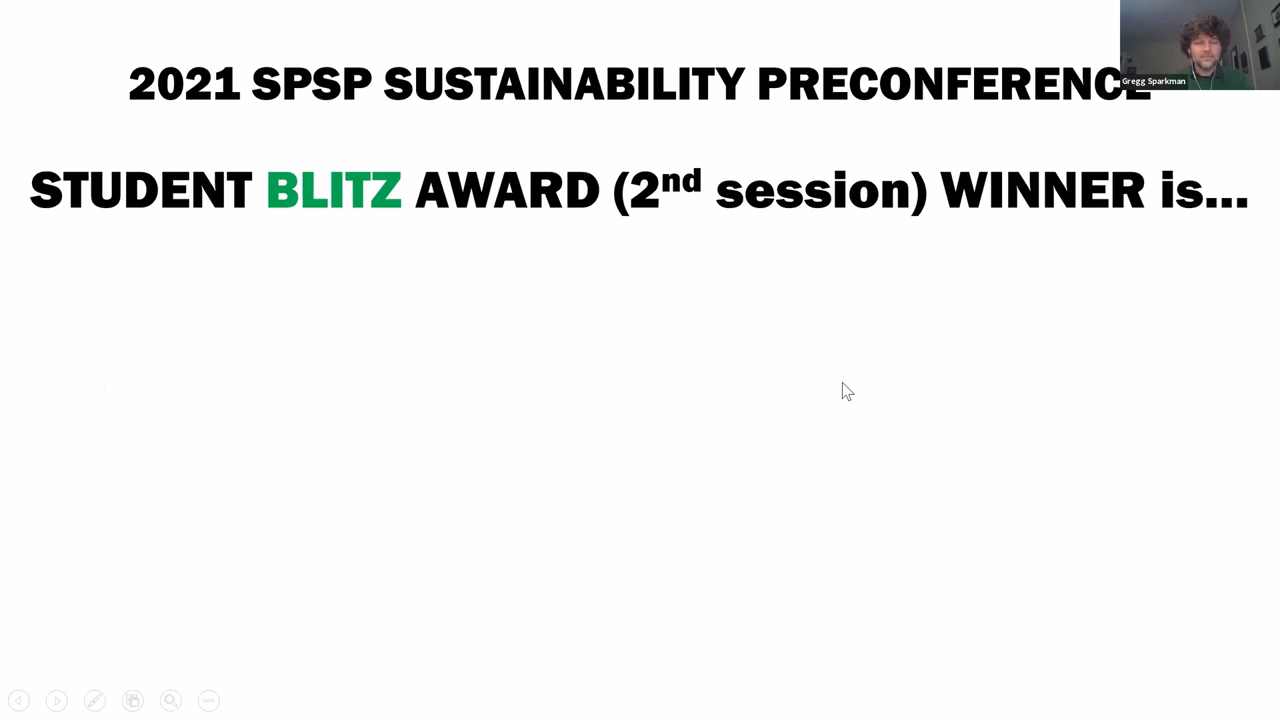 2021 SPSP SUSTAINABILITY PRECONFERENCE
Gregg Sparkman
STUDENT BLITZ AWARD (2nd session) WINNER is...